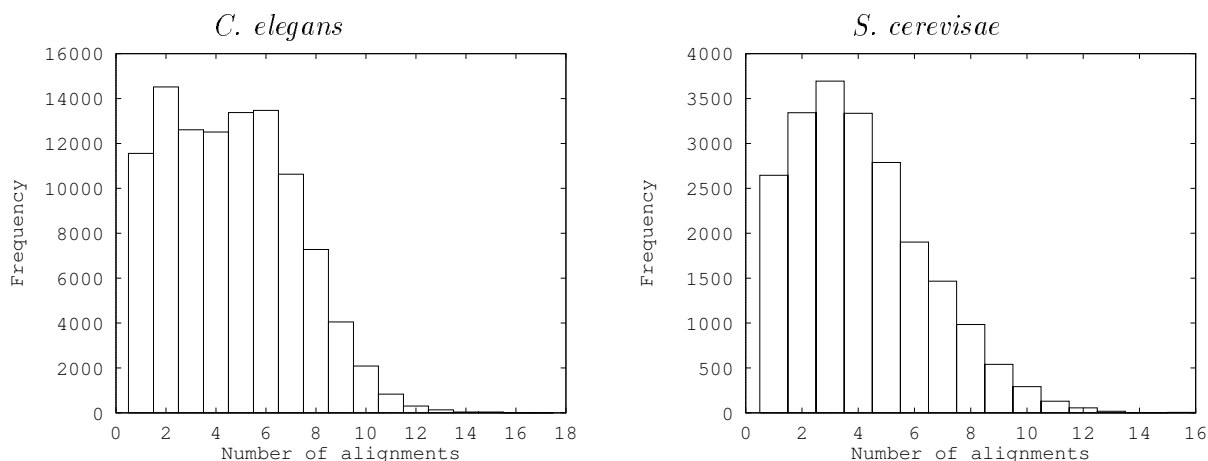 C. elegans
16000
14000
12000
10000
8000
6000
4000
2000
0
Frequency
0 2 4 6 8 10 12 14 16 18
Number of alignments
S. cerevisae
4000
3500
3000
2500
2000
1500
1000
500
0
Frequency
0 2 4 6 8 10 12 14 16
Number of alignments